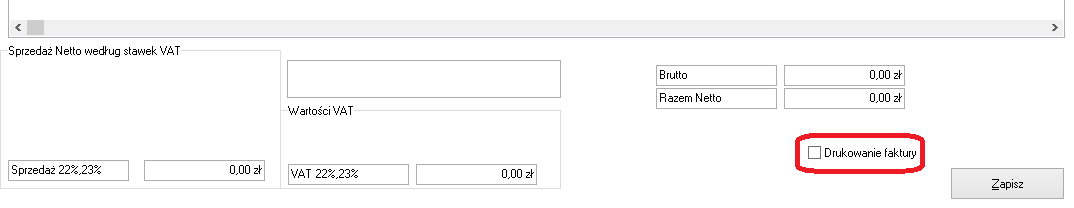 Sprzedaż Netto według stawek VAT
Brutto 0,00 zł
Razem Netto 0,00 zł
Wartości VAT
Drukowanie faktury
Sprzedaż 22%,23% 0,00 zł
VAT 22%,23% 0,00 zł
Zapisz